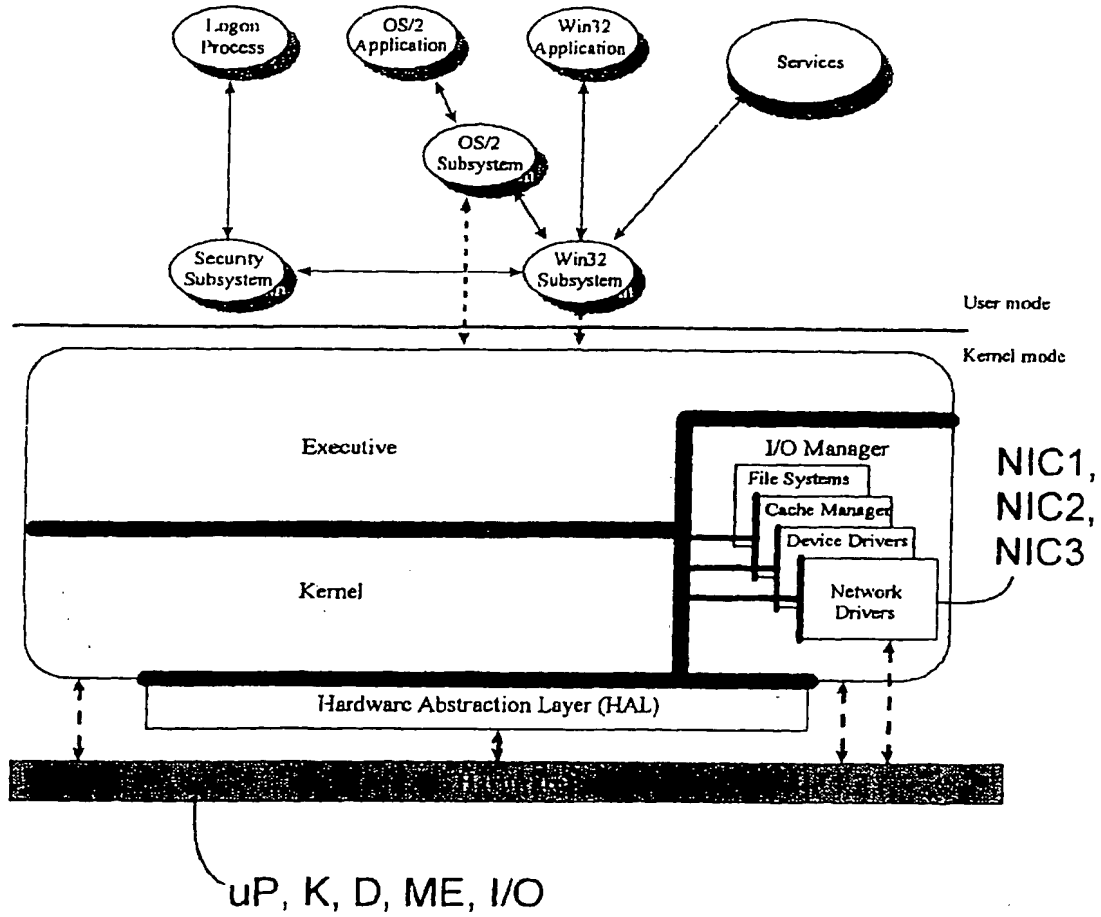 Logon
Process
OS/2
Application
Win32
Application
Services
OS/2
Subsystem
Security
Subsystem
Win32
Subsystem
User mode
Kernel mode
Executive
I/O Manager
File Systems
Cache Manager
Device Drivers
Network
Drivers
NIC1,
NIC2,
NIC3
Kernel
Hardware Abstraction Layer (HAL)
uP, K, D, ME, I/O